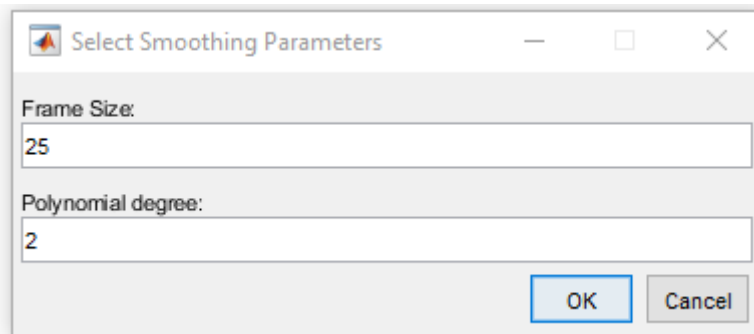 Select Smoothing Parameters
Frame Size:
25
Polynomial degree:
2
OK Cancel